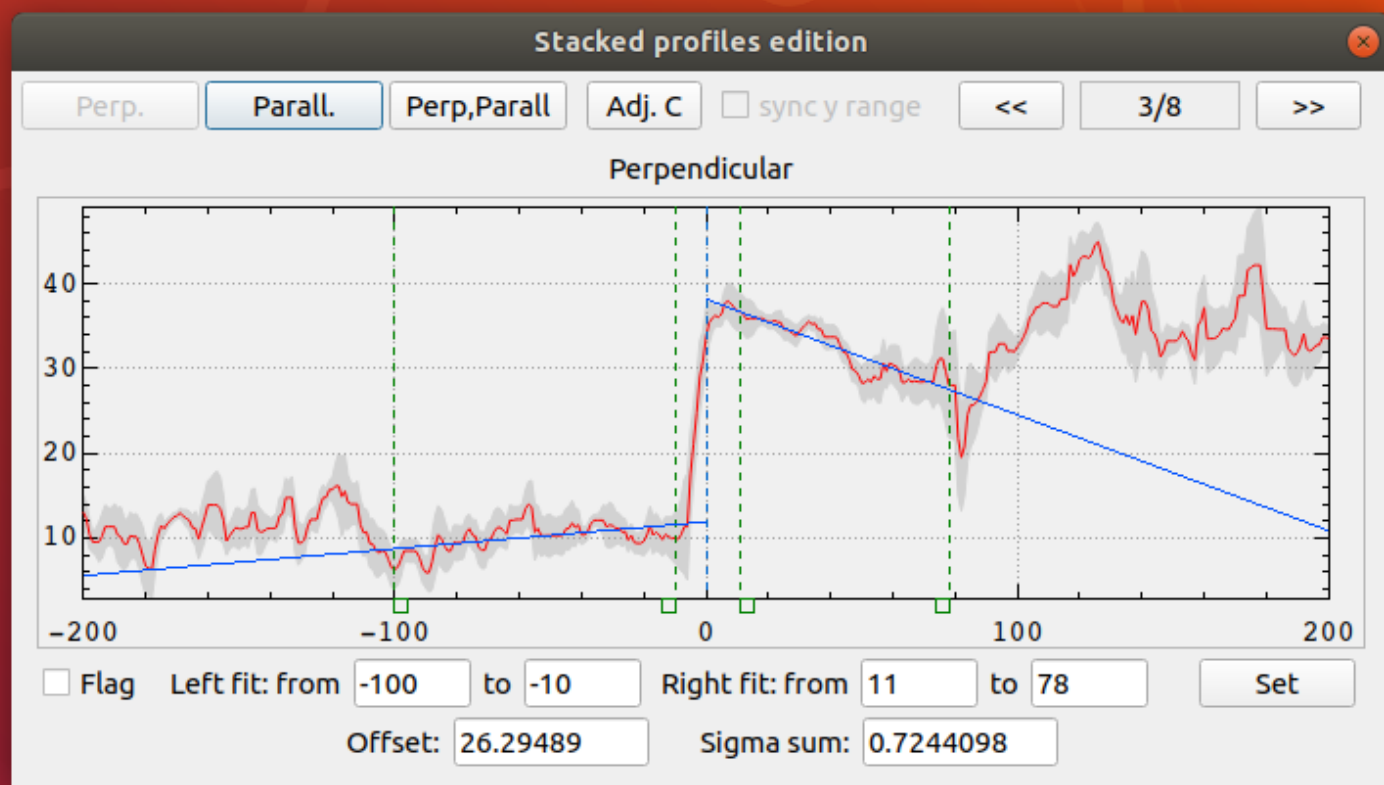 Stacked profiles edition
Perp. Parall. Perp,Parall Adj. C sync y range << 3/8 >>
Perpendicular
40
30
20
10
-200 -100 0 100 200
Flag Left fit: from -100 to -10 Right fit: from 11 to 78 Set
Offset: 26.29489 Sigma sum: 0.7244098